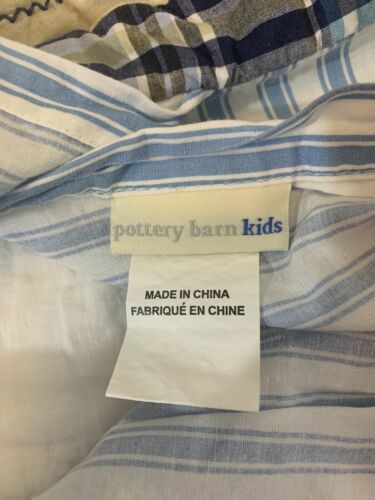 pottery barn kids
MADE IN CHINA
FABRIQUÉ EN CHINE